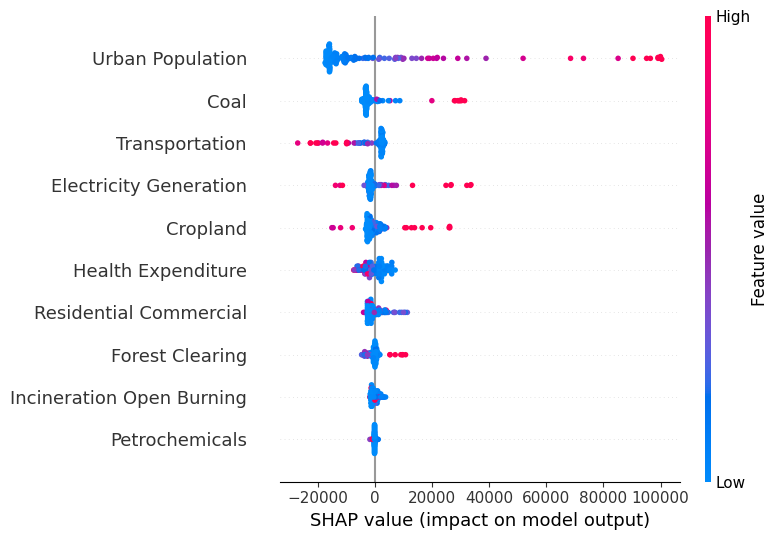 High
Urban Population
Coal
Transportation
Electricity Generation
Cropland
Health Expenditure
Residential Commercial
Forest Clearing
Incineration Open Burning
Petrochemicals
Feature value
Low
−20000 0 20000 40000 60000 80000 100000
SHAP value (impact on model output)